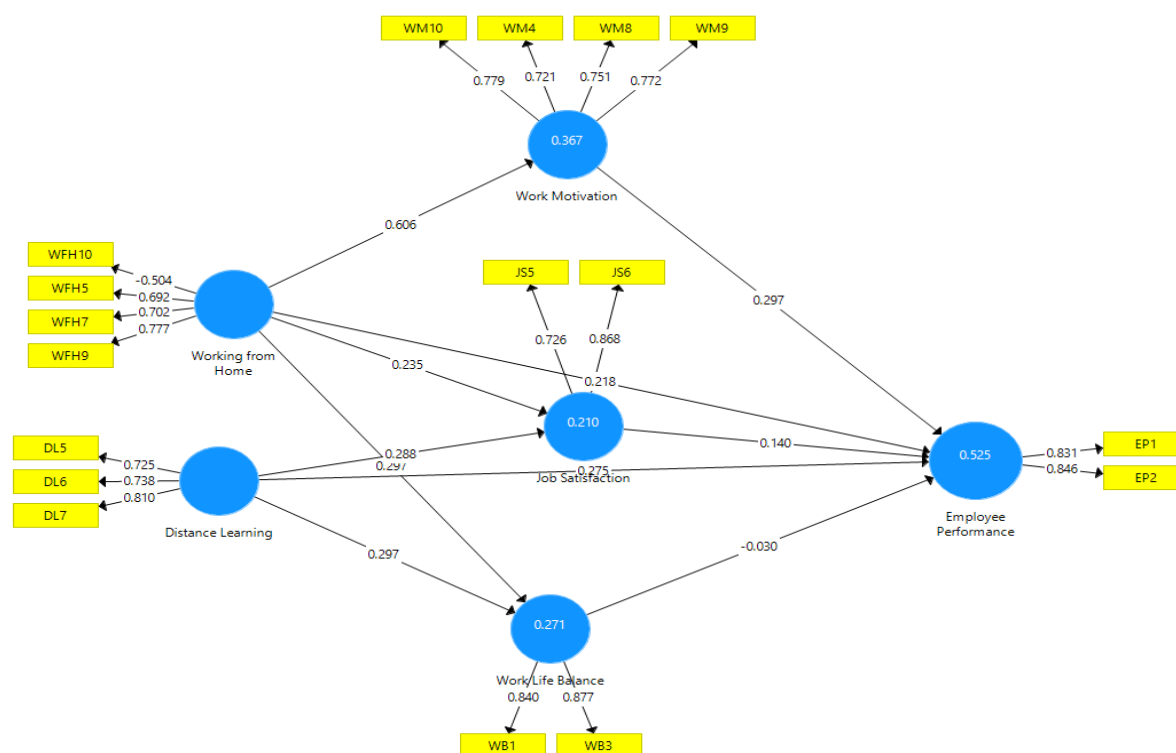 WM10 WM4 WM8 WM9
0.779 0.721 0.751 0.772
0.367
Work Motivation
0.606
WFH10
WFH5
WFH7
WFH9
-0.504
0.692
0.702
0.777
Working from
Home
JS5 JS6
0.726 0.868
0.297
0.235
0.218
0.210
Job Satisfaction
0.288
0.297
0.140
0.275
DL5
DL6
DL7
0.725
0.738
0.810
Distance Learning
0.525
Employee
Performance
0.831
0.846
EP1
EP2
0.297
-0.030
0.271
Work Life Balance
0.840 0.877
WB1 WB3